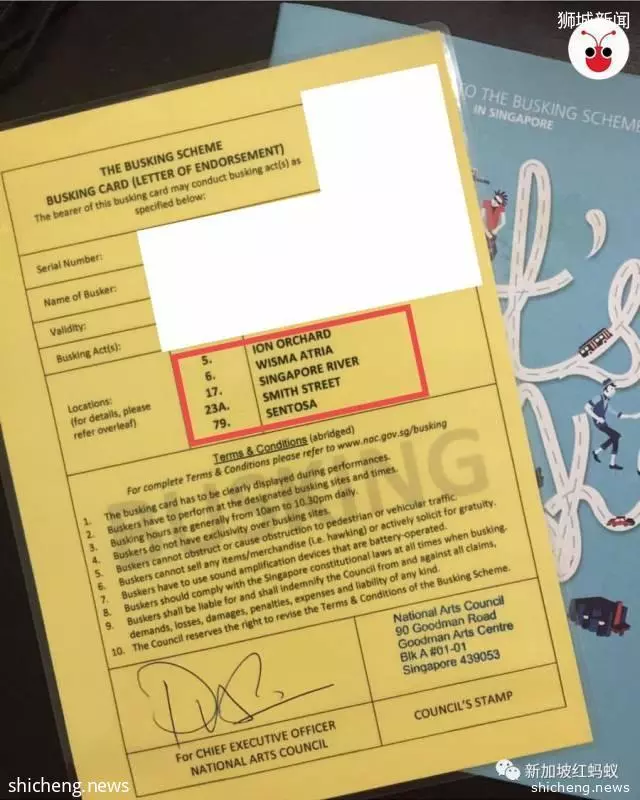 狮城新闻
TO THE BUSKING SCHEME
IN SINGAPORE
THE BUSKING SCHEME
BUSKING CARD (LETTER OF ENDORSEMENT)
The bearer of this busking card may conduct busking act(s) as
specified below:
Serial Number:
Name of Busker:
Validity:
Busking Act(s):
Locations:
(for details, please
refer overleaf)
5. ION ORCHARD
6. WISMA ATRIA
17. SINGAPORE RIVER
23A. SMITH STREET
79. SENTOSA
BUSKING
Terms & Conditions (abridged)
For complete Terms & Conditions please refer to www.nac.gov.sg/busking
1. The busking card has to be clearly displayed during performances.
2. Buskers have to perform at the designated busking sites and times.
3. Busking hours are generally from 10am to 10.30pm daily.
4. Buskers do not have exclusivity over busking sites.
5. Buskers cannot obstruct or cause obstruction to pedestrian or vehicular traffic.
6. Buskers cannot sell any items/merchandise (i.e. hawking) or actively solicit for gratuity.
7. Buskers have to use sound amplification devices that are battery-operated.
8. Buskers should comply with the Singapore constitutional laws at all times when busking.
9. Buskers shall be liable for and shall indemnify the Council from and against all claims,
demands, losses, damages, penalties, expenses and liability of any kind.
10. The Council reserves the right to revise the Terms & Conditions of the Busking Scheme.
National Arts Council
90 Goodman Road
Goodman Arts Centre
Blk A #01-01
Singapore 439053
For CHIEF EXECUTIVE OFFICER
NATIONAL ARTS COUNCIL
COUNCIL'S STAMP
新加坡红蚂蚁
shicheng.news
shicheng.news